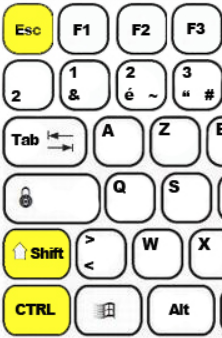 Esc F1 F2 F3
1 2 3
2 & é ~ " #
Tab A Z E
Q S
Shift > W X
<
CTRL Alt